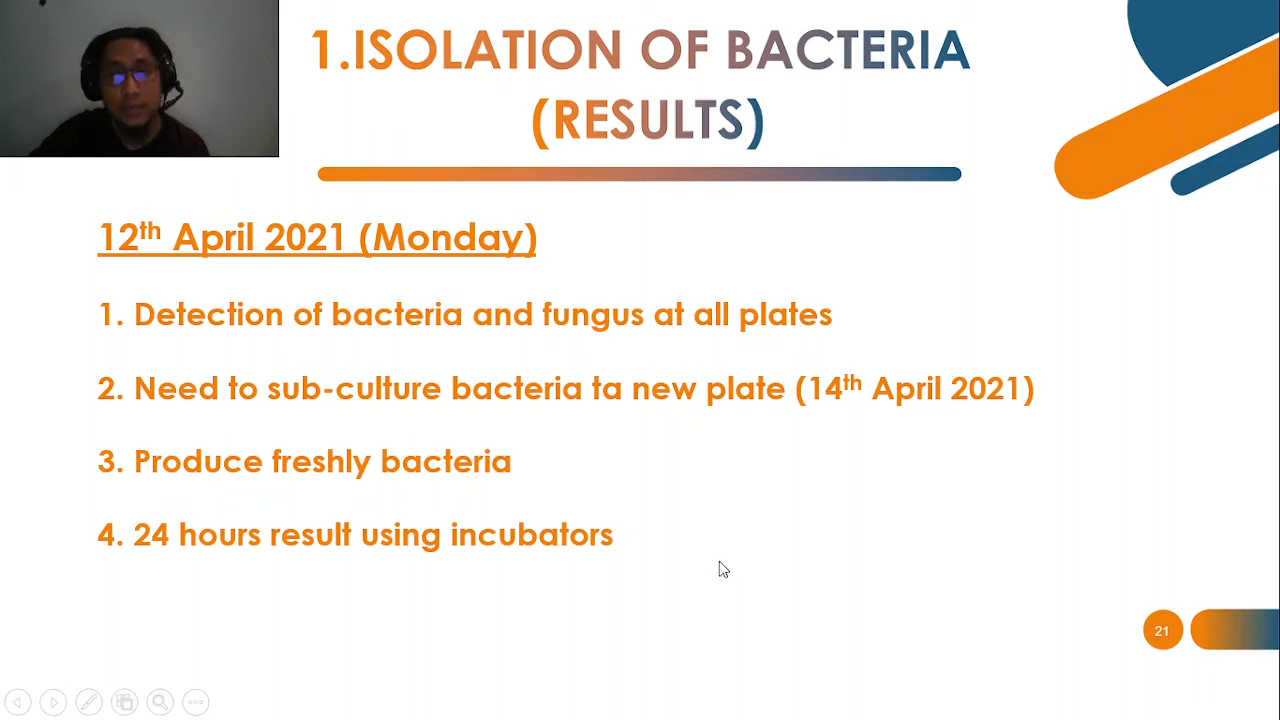 1.ISOLATION OF BACTERIA
(RESULTS)
12th April 2021 (Monday)
1. Detection of bacteria and fungus at all plates
2. Need to sub-culture bacteria ta new plate (14th April 2021)
3. Produce freshly bacteria
4. 24 hours result using incubators
21